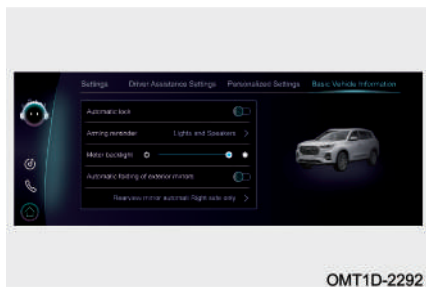 Settings Driver Assistance Settings Personalized Settings Basic Vehicle Information
Automatic lock
Arming reminder Lights and Speakers >
Meter backlight
Automatic folding of exterior mirrors
Rearview mirror automan Right side only >
OMT1D-2292